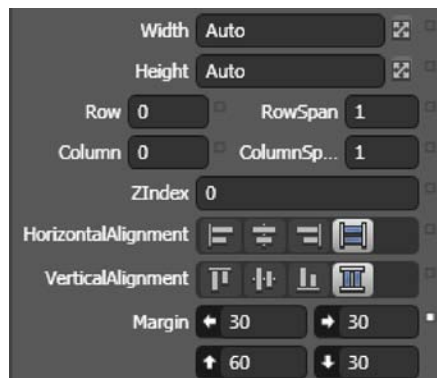 Width Auto
Height Auto
Row 0 RowSpan 1
Column 0 ColumnSp... 1
ZIndex 0
HorizontalAlignment
VerticalAlignment
Margin 30 30
60 30